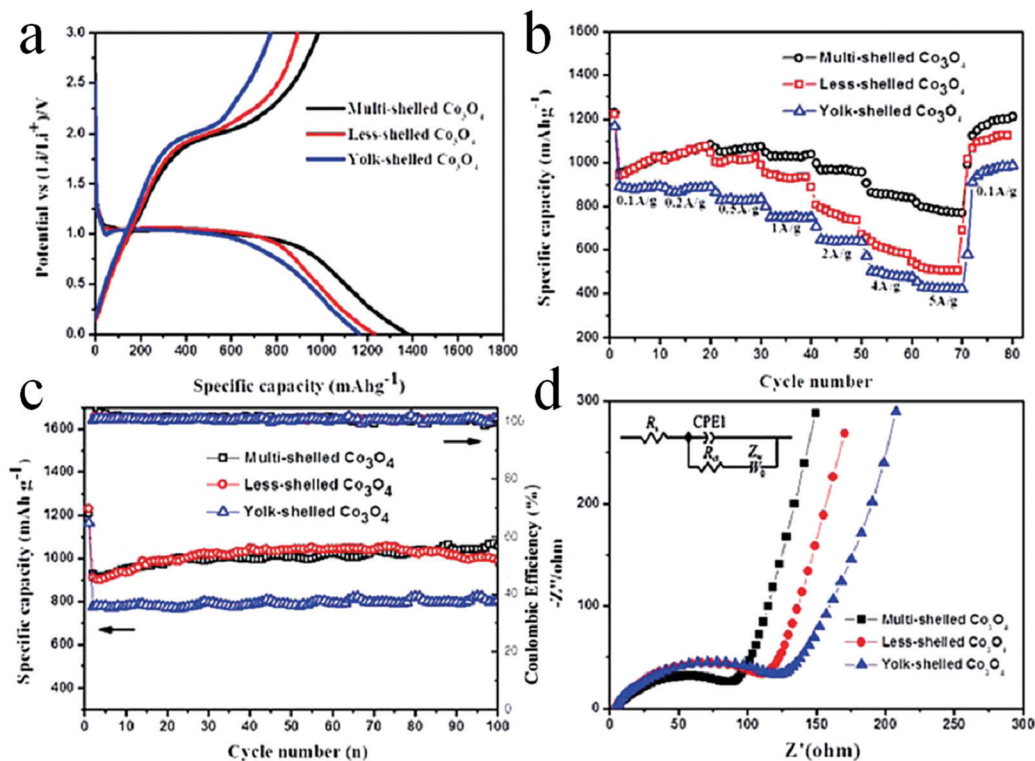 a
3.0
2.5
2.0
1.5
1.0
0.5
0.0
Potential vs (Li/Li⁺)/V
Multi-shelled Co₃O₄
Less-shelled Co₃O₄
Yolk-shelled Co₃O₄
0 200 400 600 800 1000 1200 1400 1600 1800
Specific capacity (mAhg⁻¹)
b
1600
1400
1200
1000
800
600
400
200
Specific capacity (mAhg⁻¹)
Multi-shelled Co₃O₄
Less-shelled Co₃O₄
Yolk-shelled Co₃O₄
0.1A/g 0.2A/g 0.5A/g 1A/g 2A/g 4A/g 5A/g 0.1A/g
0 10 20 30 40 50 60 70 80
Cycle number
c
1600
1400
1200
1000
800
600
400
Specific capacity (mAh g⁻¹)
Multi-shelled Co₃O₄
Less-shelled Co₃O₄
Yolk-shelled Co₃O₄
100
80
60
40
20
0
Coulombic Efficiency (%)
0 10 20 30 40 50 60 70 80 90 100
Cycle number (n)
d
300
250
200
150
100
50
0
-Z"/ohm
CPE1
Multi-shelled Co₃O₄
Less-shelled Co₃O₄
Yolk-shelled Co₃O₄
0 50 100 150 200 250 300
Z'(ohm)